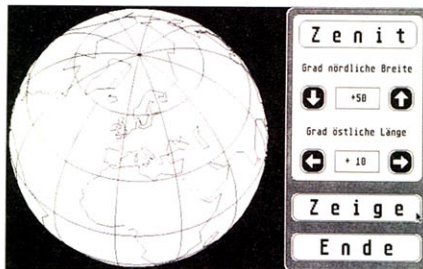 Zenit
Grad nördliche Breite
+50
Grad östliche Länge
+ 10
Zeige
Ende